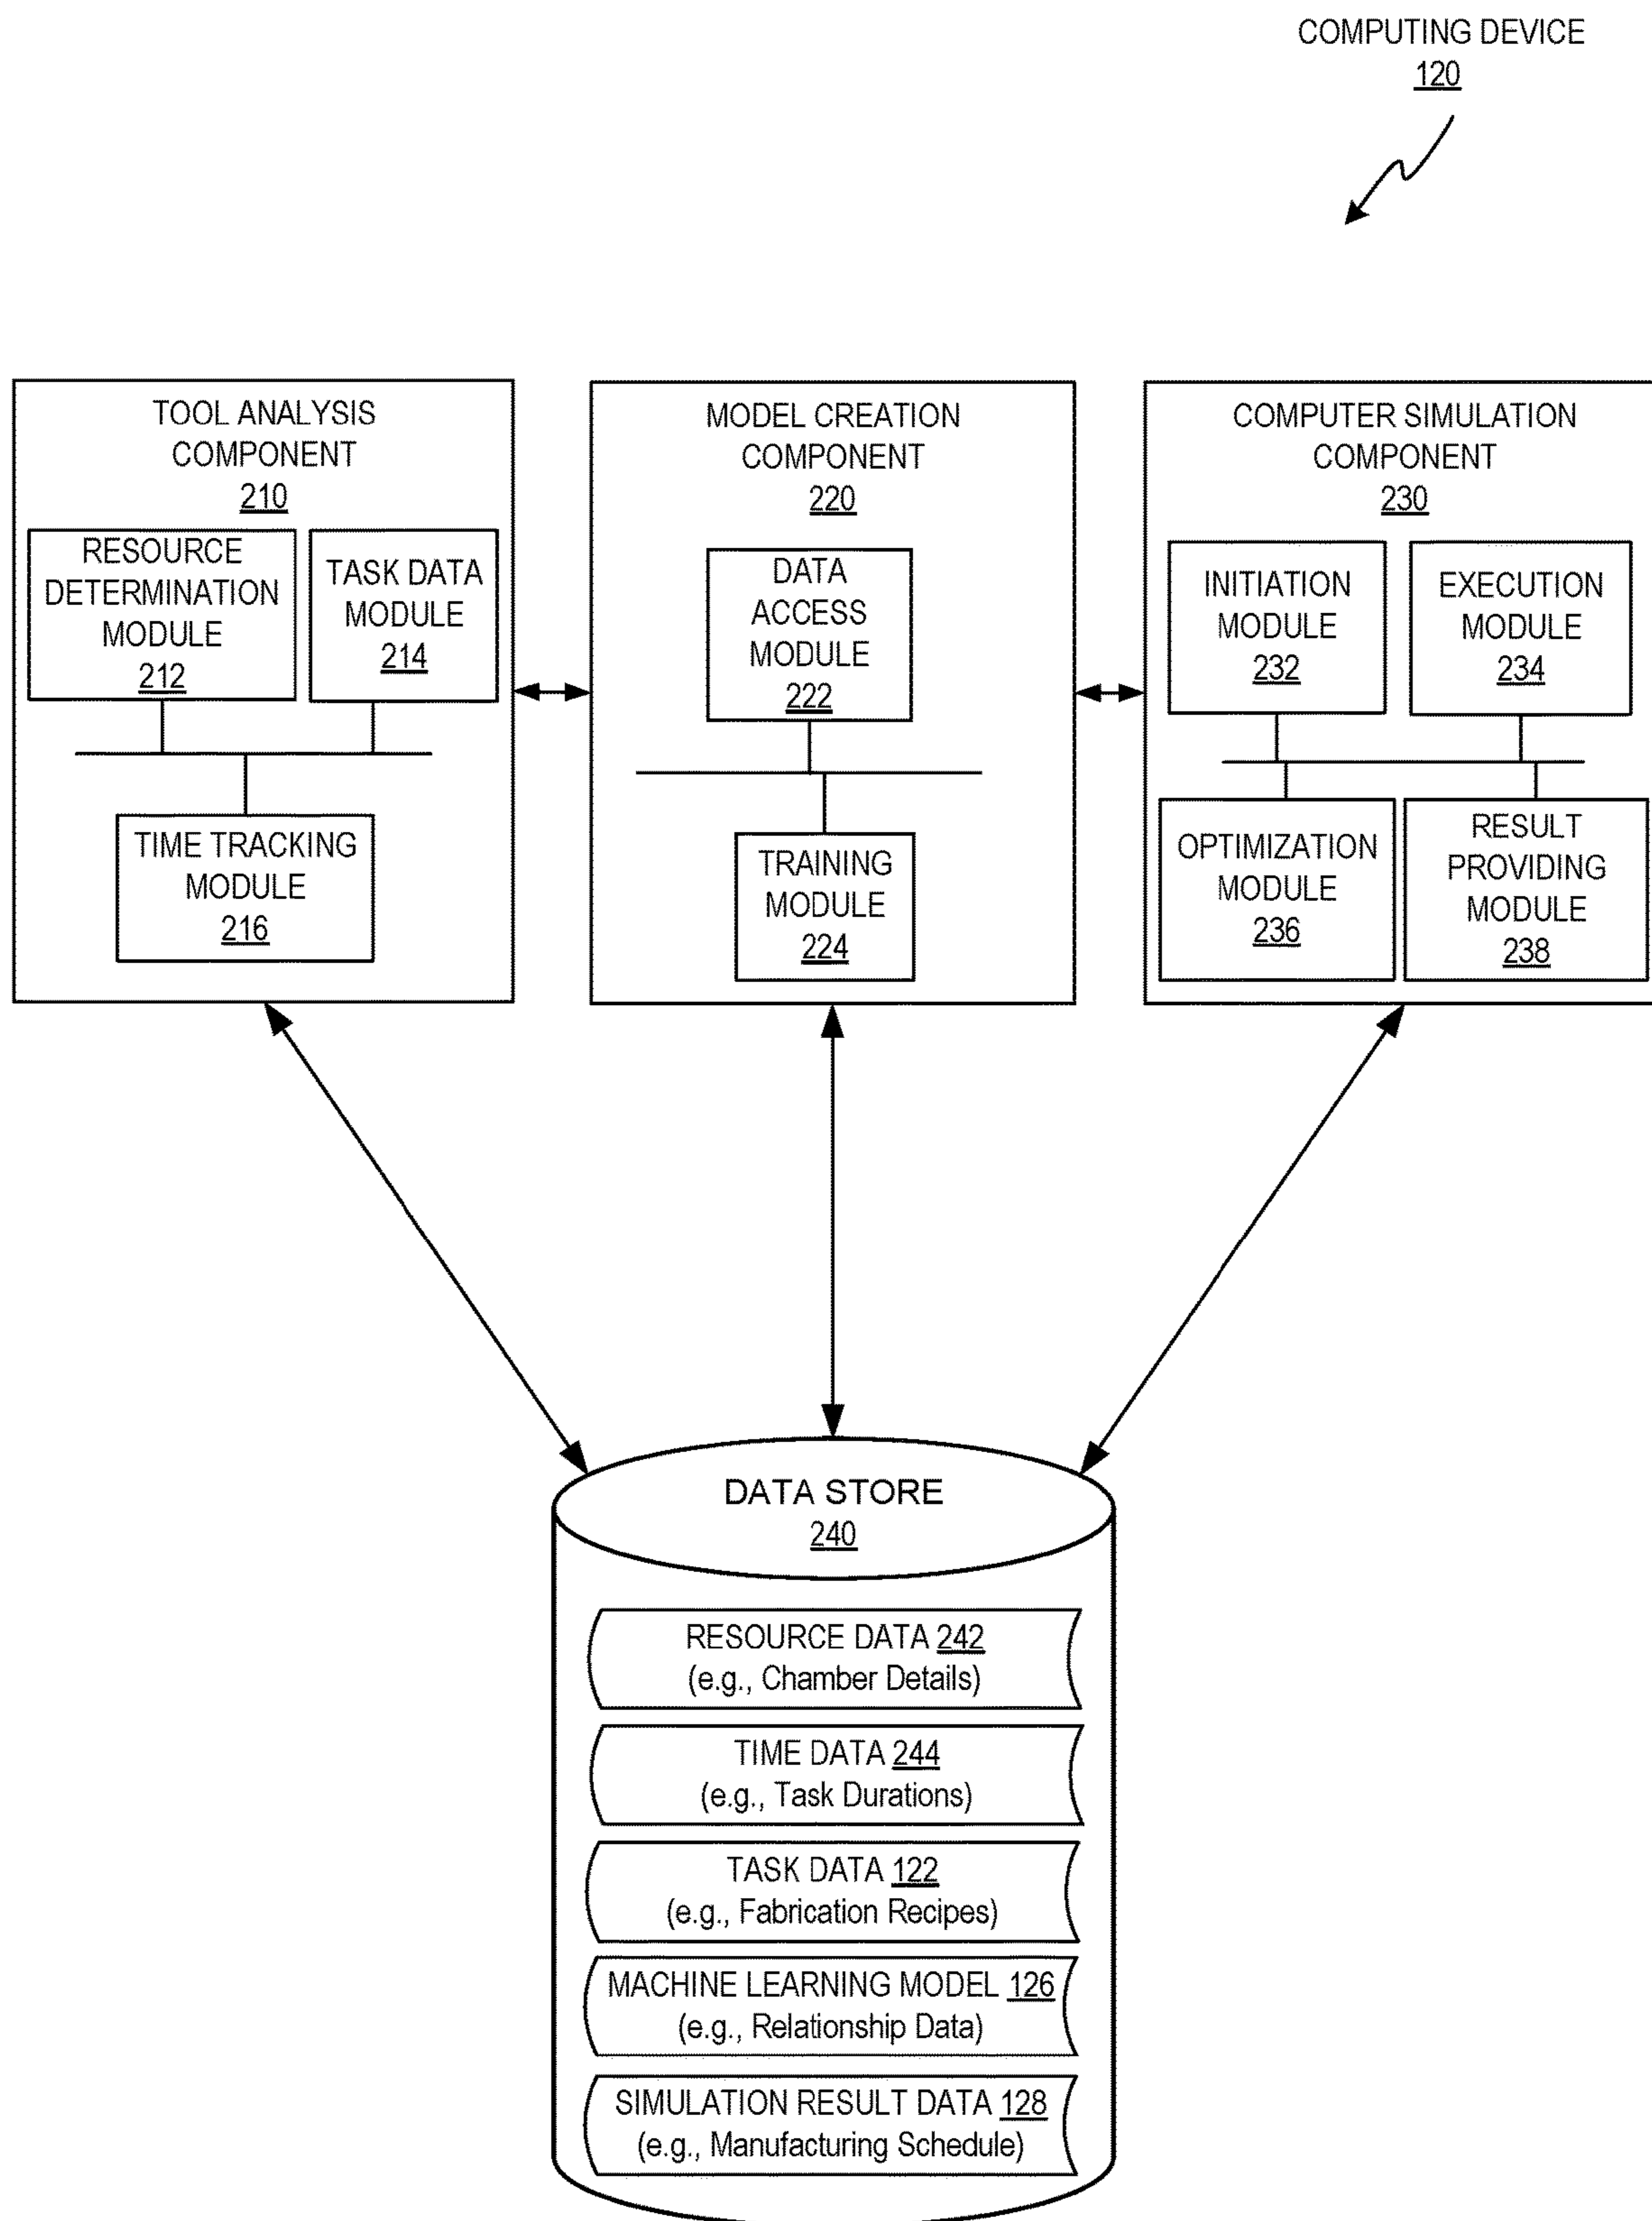 COMPUTING DEVICE
120
TOOL ANALYSIS
COMPONENT
210
RESOURCE
DETERMINATION
MODULE
212
TASK DATA
MODULE
214
TIME TRACKING
MODULE
216
MODEL CREATION
COMPONENT
220
DATA
ACCESS
MODULE
222
TRAINING
MODULE
224
COMPUTER SIMULATION
COMPONENT
230
INITIATION
MODULE
232
EXECUTION
MODULE
234
OPTIMIZATION
MODULE
236
RESULT
PROVIDING
MODULE
238
DATA STORE
240
RESOURCE DATA 242
(e.g., Chamber Details)
TIME DATA 244
(e.g., Task Durations)
TASK DATA 122
(e.g., Fabrication Recipes)
MACHINE LEARNING MODEL 126
(e.g., Relationship Data)
SIMULATION RESULT DATA 128
(e.g., Manufacturing Schedule)